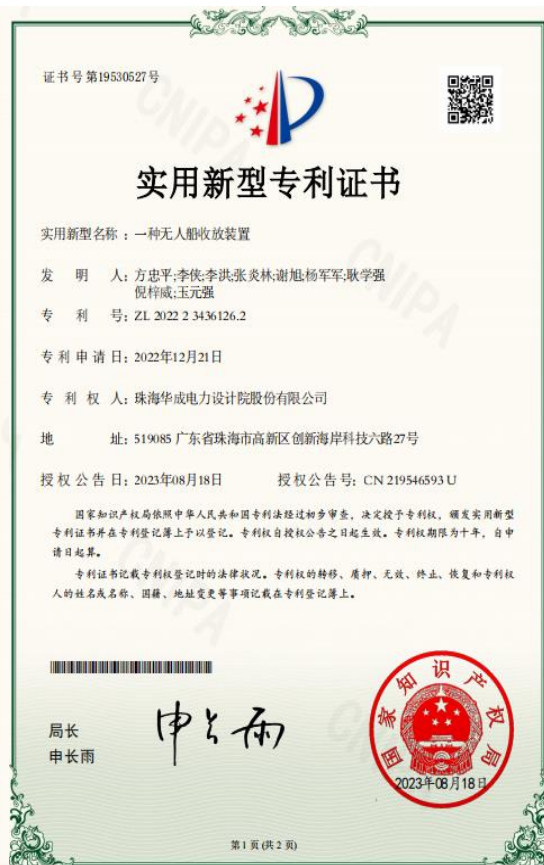 证书号第19530527号
实用新型专利证书
实用新型名称：一种无人船收放装置
发 明 人：方忠平;李侠;李洪;张炎林;谢旭;杨军军;耿学强
倪梓威;玉元强
专 利 号：ZL 2022 2 3436126.2
专利申请日：2022年12月21日
专 利 权 人：珠海华成电力设计院股份有限公司
地 址：519085 广东省珠海市高新区创新海岸科技六路27号
授权公告日：2023年08月18日 授权公告号：CN 219546593 U
国家知识产权局依照中华人民共和国专利法经过初步审查，决定授予专利权，颁发实用新型
专利证书并在专利登记簿上予以登记。专利权自授权公告之日起生效。专利权期限为十年，自申
请日起算。
专利证书记载专利权登记时的法律状况。专利权的转移、质押、无效、终止、恢复和专利权
人的姓名或名称、国籍、地址变更等事项记载在专利登记簿上。
局长
申长雨
申长雨
国家知识产权局
2023年08月18日
第1页(共2页)
CNIPA
CNIPA
CNIPA
CNIPA